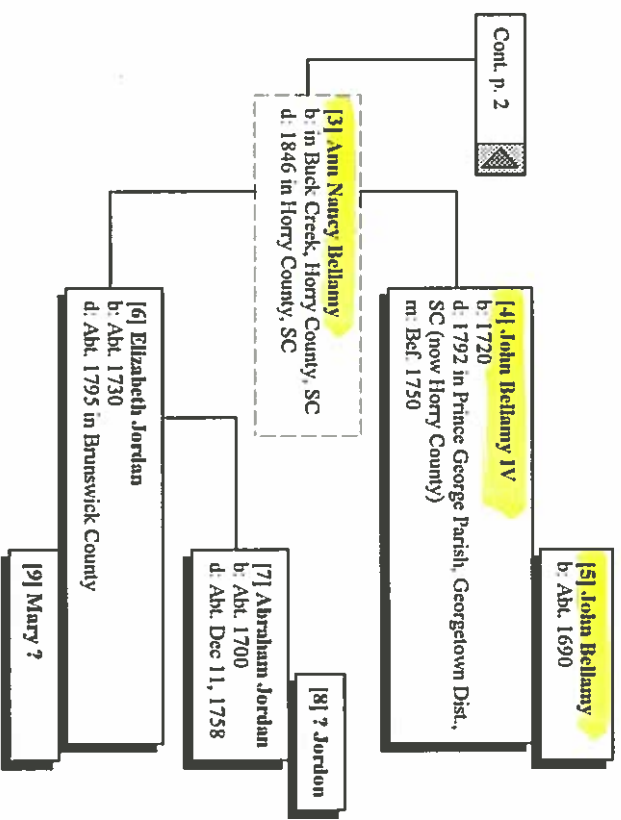 Cont. p. 2
[3] Ann Nancy Bellamy
b: in Buck Creek, Horry County, SC
d: 1846 in Horry County, SC
[4] John Bellamy IV
b: 1720
d: 1792 in Prince George Parish, Georgetown Dist.,
SC (now Horry County)
m: Bef. 1750
[5] John Bellamy
b: Abt. 1690
[6] Elizabeth Jordan
b: Abt. 1730
d: Abt. 1795 in Brunswick County
[7] Abraham Jordan
b: Abt. 1700
d: Abt. Dec 11, 1758
[8] ? Jordon
[9] Mary ?